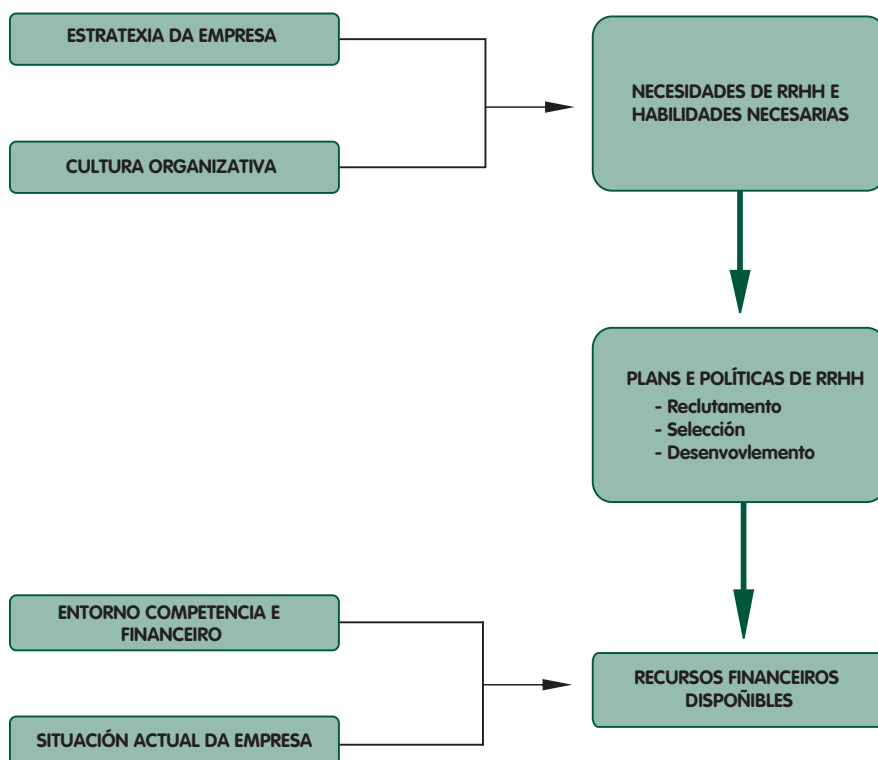 ESTRATEXIA DA EMPRESA
CULTURA ORGANIZATIVA
NECESIDADES DE RRHH E
HABILIDADES NECESARIAS
PLANS E POLÍTICAS DE RRHH
- Reclutamento
- Selección
- Desenvovlemento
ENTORNO COMPETENCIA E
FINANCEIRO
SITUACIÓN ACTUAL DA EMPRESA
RECURSOS FINANCEIROS
DISPOÑIBLES